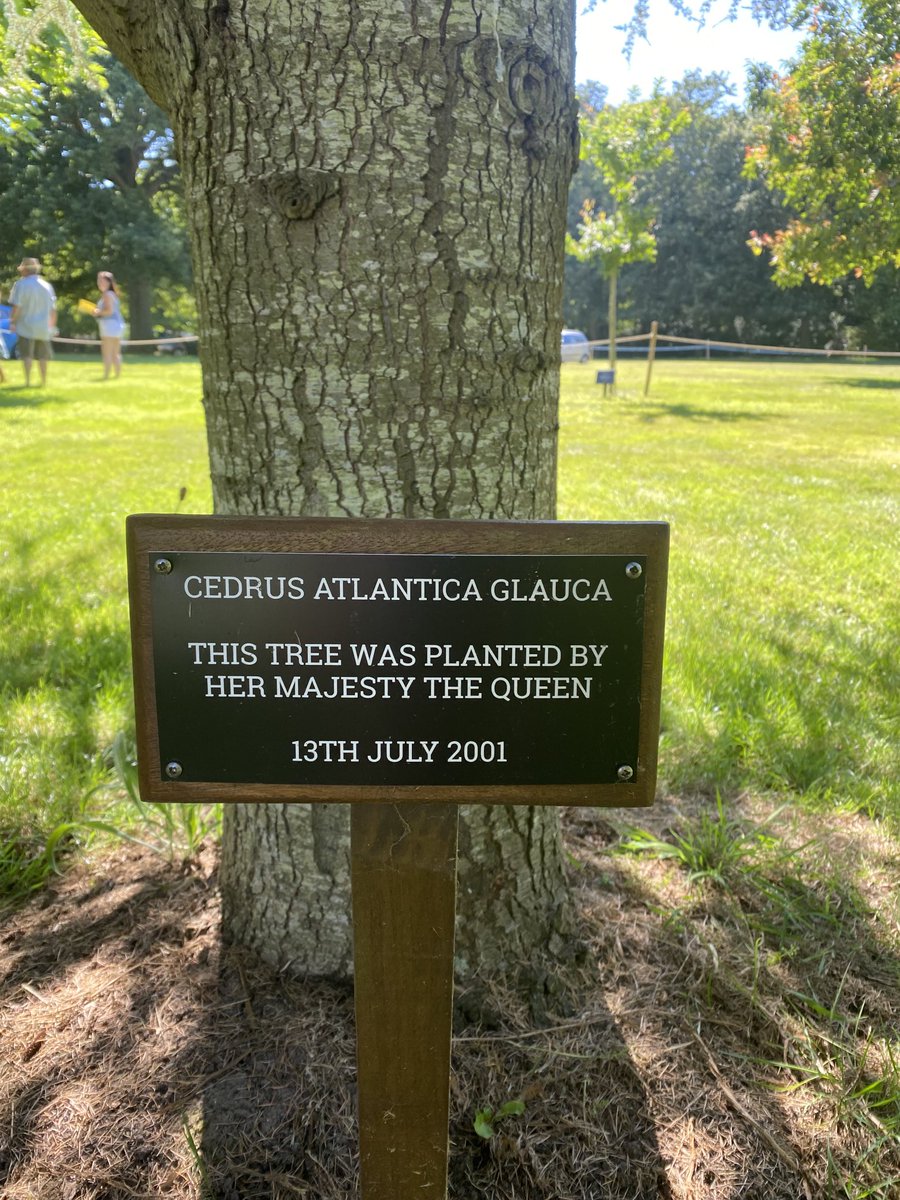 CEDRUS ATLANTICA GLAUCA
THIS TREE WAS PLANTED BY
HER MAJESTY THE QUEEN
13TH JULY 2001